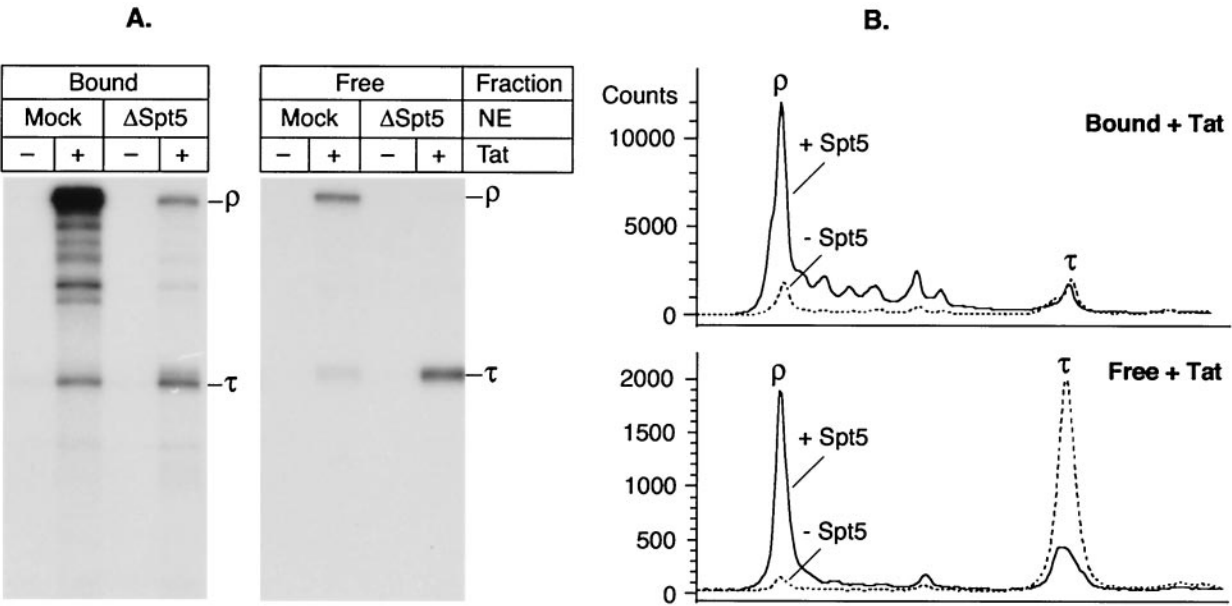 A.
Bound
Mock ΔSpt5
− + − +
ρ
τ
Free Fraction
Mock ΔSpt5 NE
− + − + Tat
ρ
τ
B.
Counts
10000
5000
0
ρ
+ Spt5
- Spt5
τ
Bound + Tat
2000
1500
1000
500
0
ρ
+ Spt5
- Spt5
τ
Free + Tat